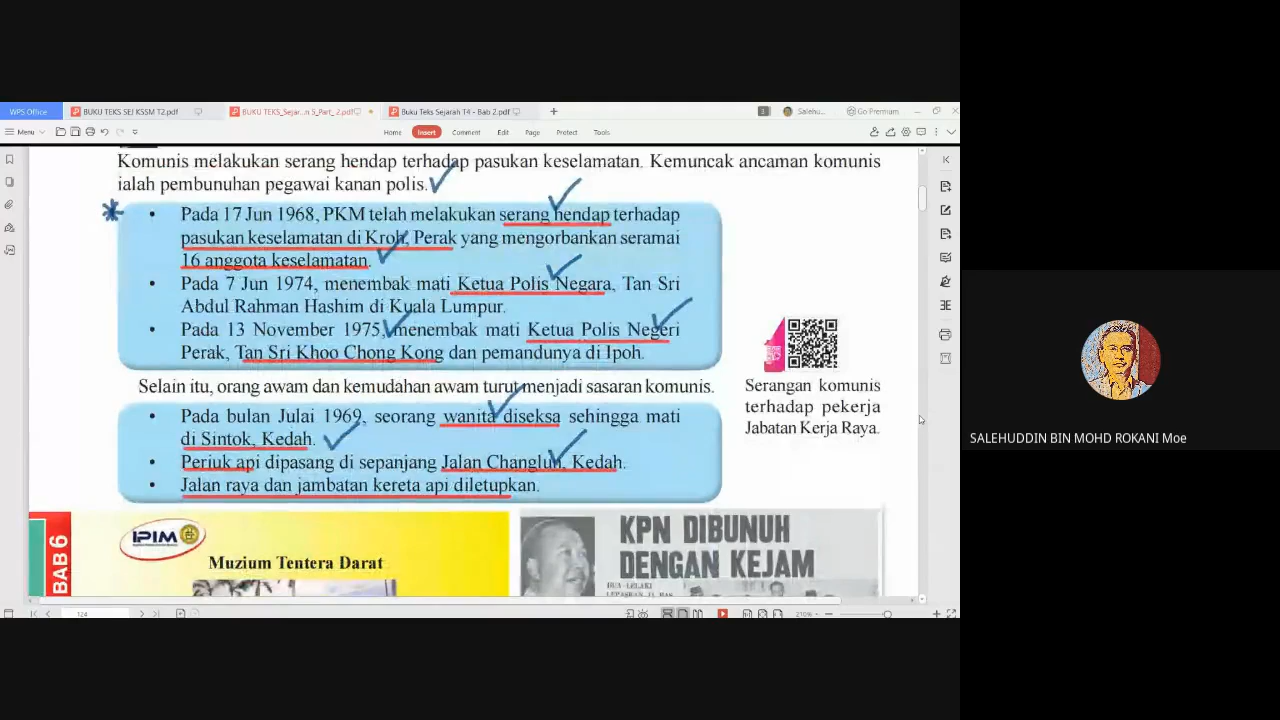 WPS Office
BUKU TEKS SEJ KSSM T2.pdf
BUKU TEKS_Sejar...n 5_Part_ 2.pdf
Buku Teks Sejarah T4 - Bab 2.pdf
Salehu...
Go Premium
Menu
Home Insert Comment Edit Page Protect Tools
Komunis melakukan serang hendap terhadap pasukan keselamatan. Kemuncak ancaman komunis
ialah pembunuhan pegawai kanan polis.
• Pada 17 Jun 1968, PKM telah melakukan serang hendap terhadap
pasukan keselamatan di Kroh, Perak yang mengorbankan seramai
16 anggota keselamatan.
• Pada 7 Jun 1974, menembak mati Ketua Polis Negara, Tan Sri
Abdul Rahman Hashim di Kuala Lumpur.
• Pada 13 November 1975, menembak mati Ketua Polis Negeri
Perak, Tan Sri Khoo Chong Kong dan pemandunya di Ipoh.
Selain itu, orang awam dan kemudahan awam turut menjadi sasaran komunis.
• Pada bulan Julai 1969, seorang wanita diseksa sehingga mati
di Sintok, Kedah.
• Periuk api dipasang di sepanjang Jalan Changlun, Kedah.
• Jalan raya dan jambatan kereta api diletupkan.
Serangan komunis
terhadap pekerja
Jabatan Kerja Raya.
SALEHUDDIN BIN MOHD ROKANI Moe
BAB 6
IPIM
Muzium Tentera Darat
KPN DIBUNUH
DENGAN KEJAM
124
210%